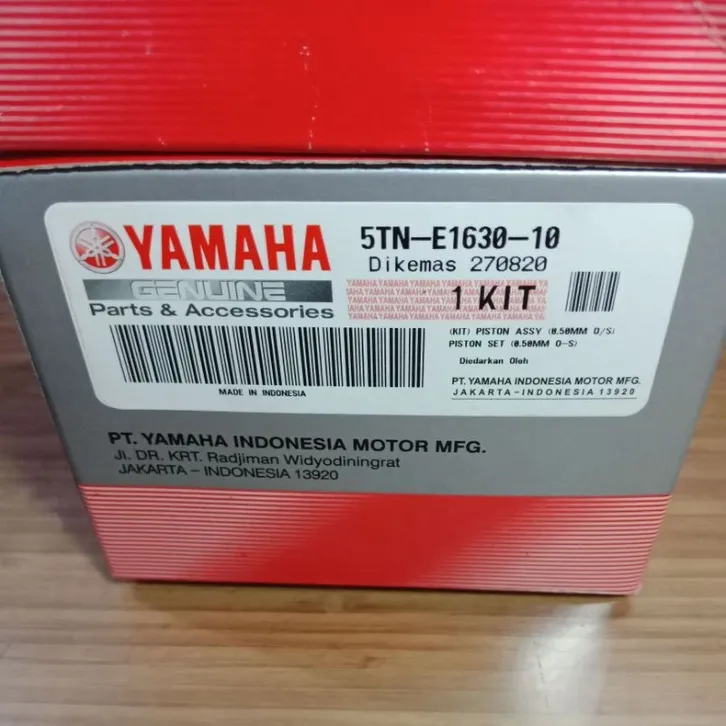 YAMAHA
GENUINE
Parts & Accessories
MADE IN INDONESIA
5TN-E1630-10
Dikemas 270820
1 KIT
(KIT) PISTON ASSY (0.50MM O/S)
PISTON SET (0.50MM O-S)
Diedarkan Oleh
PT. YAMAHA INDONESIA MOTOR MFG.
JAKARTA-INDONESIA 13920
PT. YAMAHA INDONESIA MOTOR MFG.
Jl. DR. KRT. Radjiman Widyodiningrat
JAKARTA - INDONESIA 13920